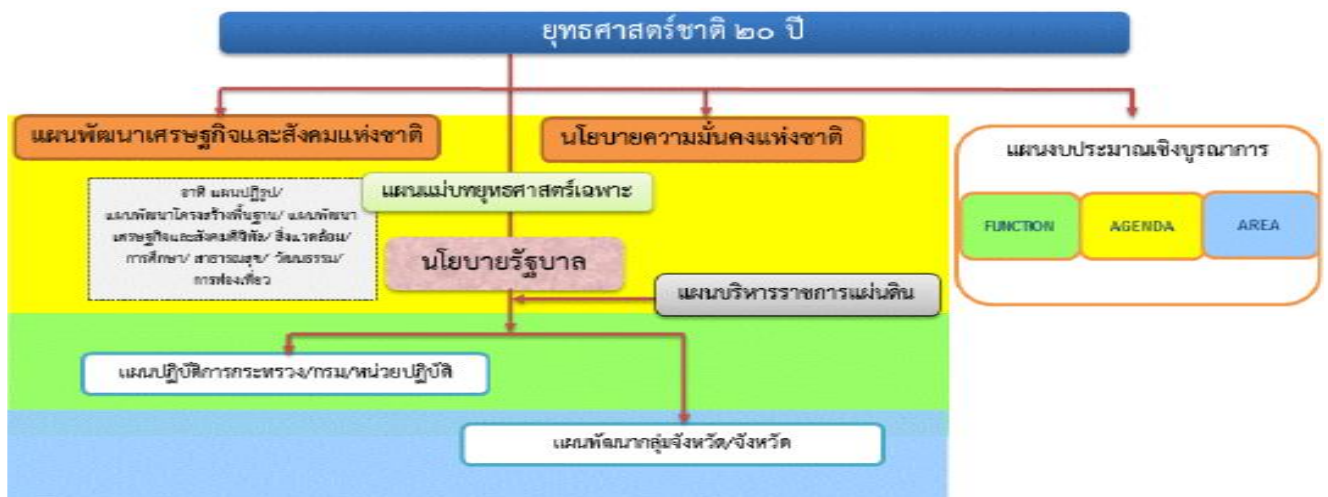 ยุทธศาสตร์ชาติ ๒๐ ปี
แผนพัฒนาเศรษฐกิจและสังคมแห่งชาติ
นโยบายความมั่นคงแห่งชาติ
แผนงบประมาณเชิงบูรณาการ
FUNCTION
AGENDA
AREA
แผนแม่บทยุทธศาสตร์เฉพาะ
อาทิ แผนปฏิรูป/
แผนพัฒนาโครงสร้างพื้นฐาน/ แผนพัฒนา
เศรษฐกิจและสังคมดิจิทัล/ สิ่งแวดล้อม/
การศึกษา/ สาธารณสุข/ วัฒนธรรม/
การท่องเที่ยว
นโยบายรัฐบาล
แผนบริหารราชการแผ่นดิน
แผนปฏิบัติการกระทรวง/กรม/หน่วยปฏิบัติ
แผนพัฒนากลุ่มจังหวัด/จังหวัด